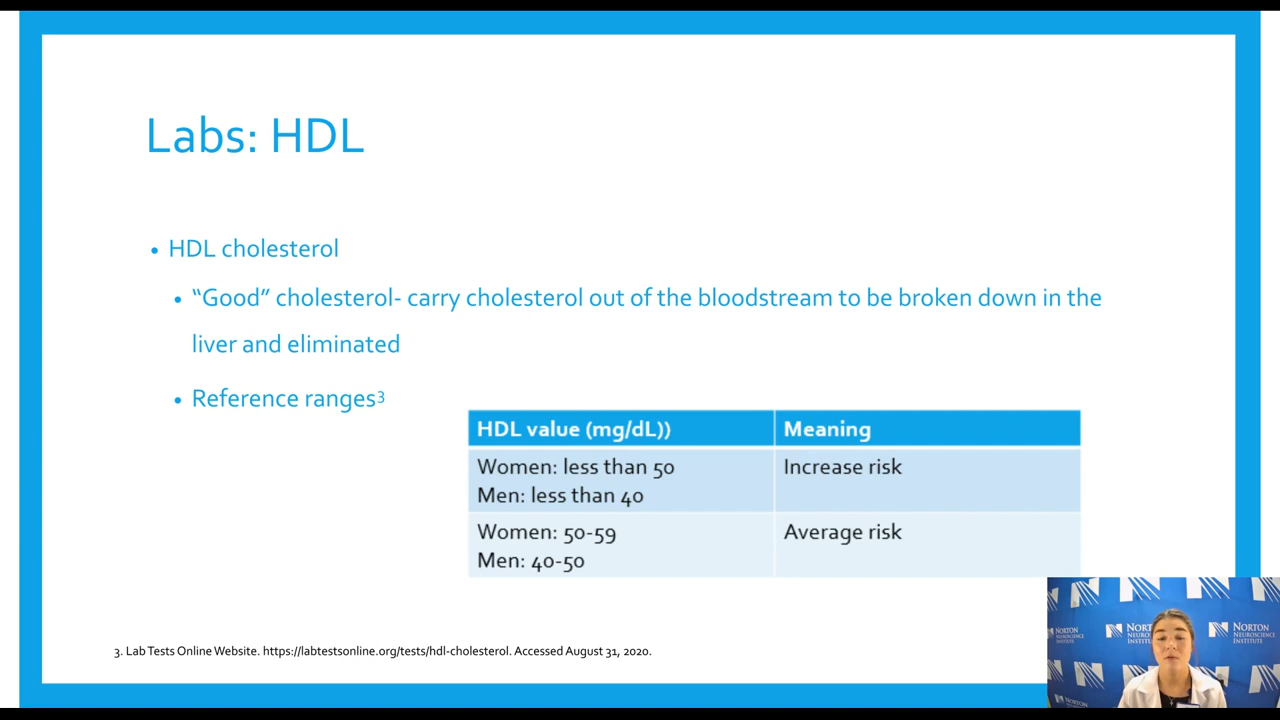 Labs: HDL
• HDL cholesterol
• “Good” cholesterol- carry cholesterol out of the bloodstream to be broken down in the
liver and eliminated
• Reference ranges³
HDL value (mg/dL)) Meaning
Women: less than 50 Increase risk
Men: less than 40
Women: 50-59 Average risk
Men: 40-50
3. Lab Tests Online Website. https://labtestsonline.org/tests/hdl-cholesterol. Accessed August 31, 2020.
NORTON
NEUROSCIENCE
INSTITUTE